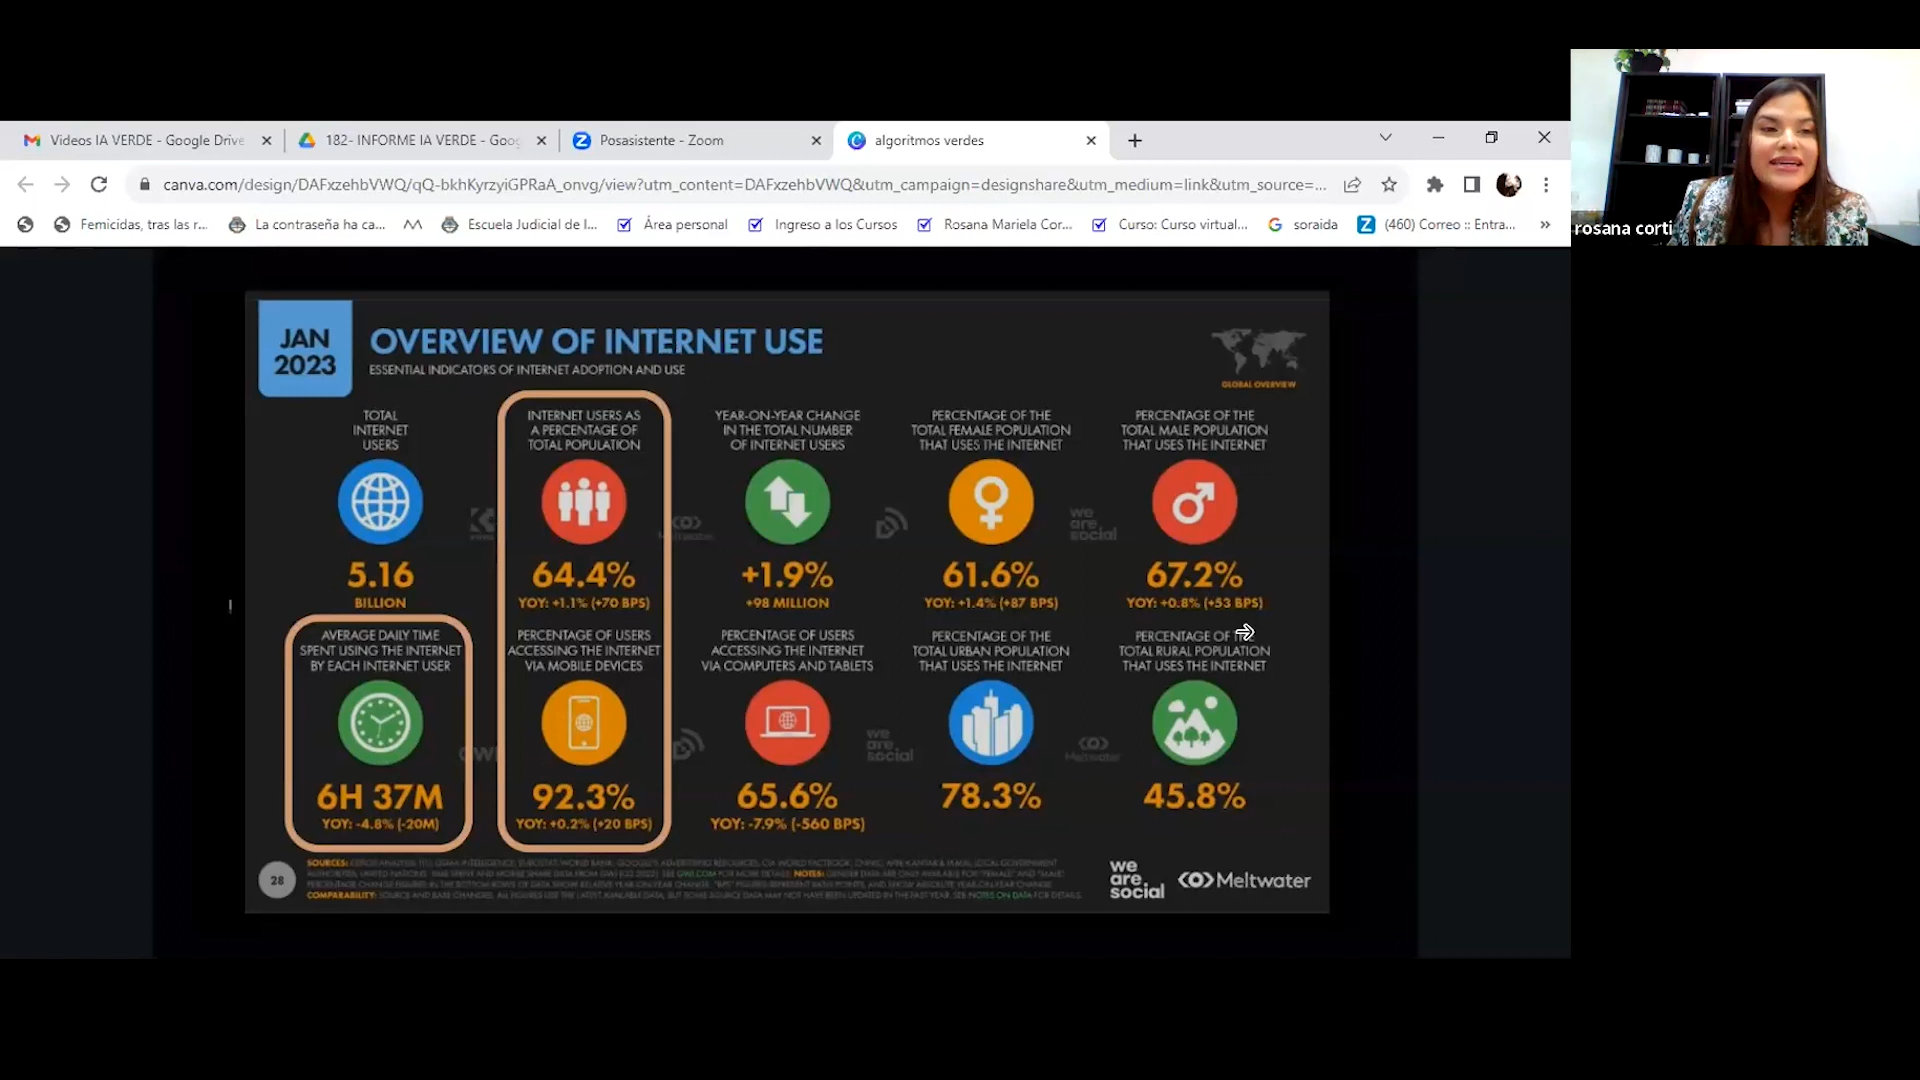 Videos IA VERDE - Google Drive
182- INFORME IA VERDE - Goog
Posasistente - Zoom
algoritmos verdes
canva.com/design/DAFxzehbVWQ/qQ-bkhKyrzyiGPRaA_onvg/view?utm_content=DAFxzehbVWQ&utm_campaign=designshare&utm_medium=link&utm_source=...
Femicidas, tras las r...
La contraseña ha ca...
Escuela Judicial de l...
Área personal
Ingreso a los Cursos
Rosana Mariela Cor...
Curso: Curso virtual...
soraida
(460) Correo :: Entra...
rosana corti
JAN
2023
OVERVIEW OF INTERNET USE
ESSENTIAL INDICATORS OF INTERNET ADOPTION AND USE
GLOBAL OVERVIEW
TOTAL
INTERNET
USERS
5.16
BILLION
INTERNET USERS AS
A PERCENTAGE OF
TOTAL POPULATION
64.4%
YOY: +1.1% (+70 BPS)
YEAR-ON-YEAR CHANGE
IN THE TOTAL NUMBER
OF INTERNET USERS
+1.9%
+98 MILLION
PERCENTAGE OF THE
TOTAL FEMALE POPULATION
THAT USES THE INTERNET
61.6%
YOY: +1.4% (+87 BPS)
PERCENTAGE OF THE
TOTAL MALE POPULATION
THAT USES THE INTERNET
67.2%
YOY: +0.8% (+53 BPS)
AVERAGE DAILY TIME
SPENT USING THE INTERNET
BY EACH INTERNET USER
6H 37M
YOY: -4.8% (-20M)
PERCENTAGE OF USERS
ACCESSING THE INTERNET
VIA MOBILE DEVICES
92.3%
YOY: +0.2% (+20 BPS)
PERCENTAGE OF USERS
ACCESSING THE INTERNET
VIA COMPUTERS AND TABLETS
65.6%
YOY: -7.9% (-560 BPS)
PERCENTAGE OF THE
TOTAL URBAN POPULATION
THAT USES THE INTERNET
78.3%
PERCENTAGE OF THE
TOTAL RURAL POPULATION
THAT USES THE INTERNET
45.8%
28
SOURCES:
NOTES:
COMPARABILITY:
we
are
social
Meltwater